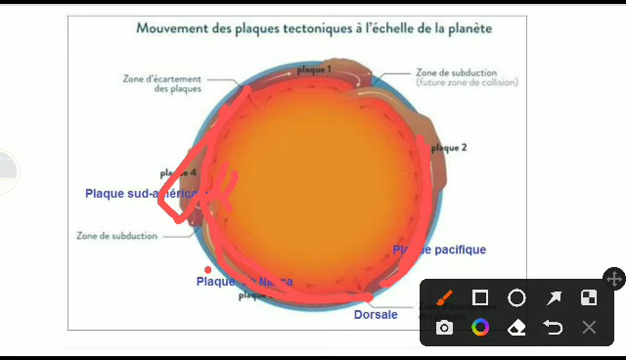 Mouvement des plaques tectoniques à l'échelle de la planète
plaque 1
Zone d'écartement
des plaques
Zone de subduction
(future zone de collision)
plaque 2
4
Plaque sud-américa
Zone de subduction
Plaque pacifique
Plaque
Dorsale